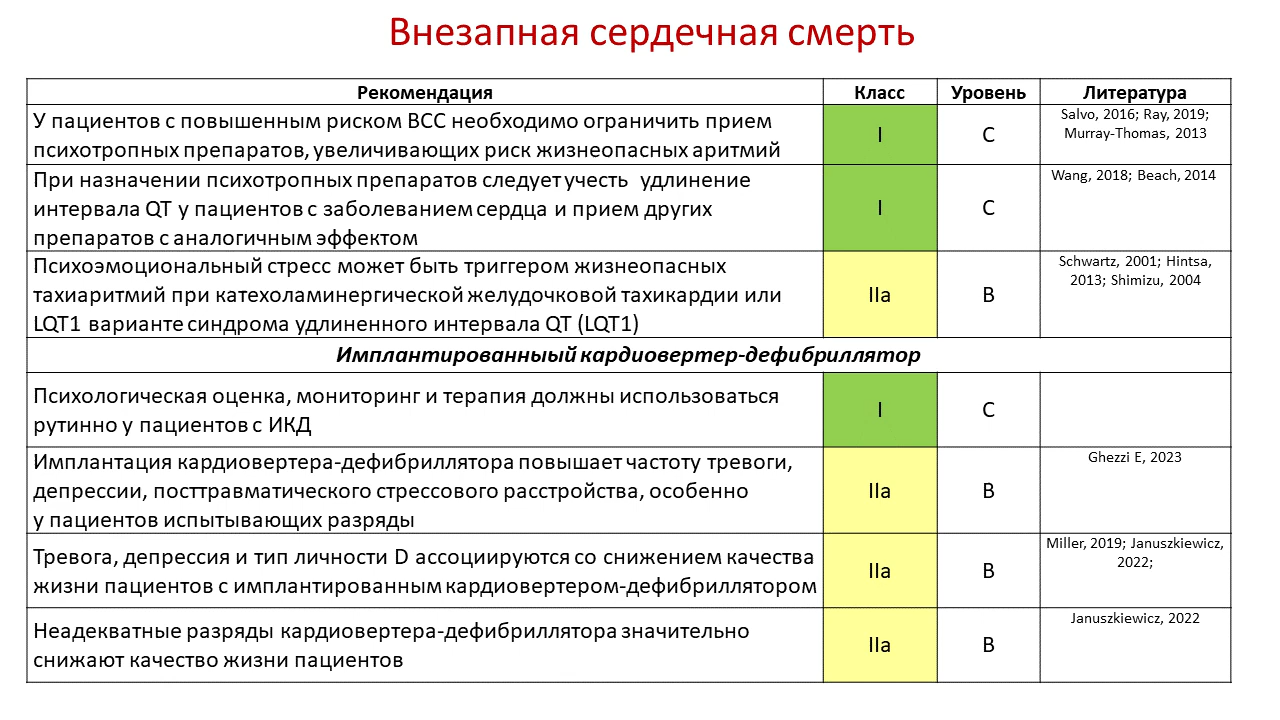 Внезапная сердечная смерть
Рекомендация Класс Уровень Литература
У пациентов с повышенным риском ВСС необходимо ограничить прием
психотропных препаратов, увеличивающих риск жизнеопасных аритмий
I
C
Salvo, 2016; Ray, 2019;
Murray-Thomas, 2013
При назначении психотропных препаратов следует учесть удлинение
интервала QT у пациентов с заболеванием сердца и прием других
препаратов с аналогичным эффектом
I
C
Wang, 2018; Beach, 2014
Психоэмоциональный стресс может быть триггером жизнеопасных
тахиаритмий при катехоламинергической желудочковой тахикардии или
LQT1 варианте синдрома удлиненного интервала QT (LQT1)
IIa
B
Schwartz, 2001; Hintsa,
2013; Shimizu, 2004
Имплантированныый кардиовертер-дефибриллятор
Психологическая оценка, мониторинг и терапия должны использоваться
рутинно у пациентов с ИКД
I
C
Имплантация кардиовертера-дефибриллятора повышает частоту тревоги,
депрессии, посттравматического стрессового расстройства, особенно
у пациентов испытывающих разряды
IIa
B
Ghezzi E, 2023
Тревога, депрессия и тип личности D ассоциируются со снижением качества
жизни пациентов с имплантированным кардиовертером-дефибриллятором
IIa
B
Miller, 2019; Januszkiewicz,
2022;
Неадекватные разряды кардиовертера-дефибриллятора значительно
снижают качество жизни пациентов
IIa
B
Januszkiewicz, 2022